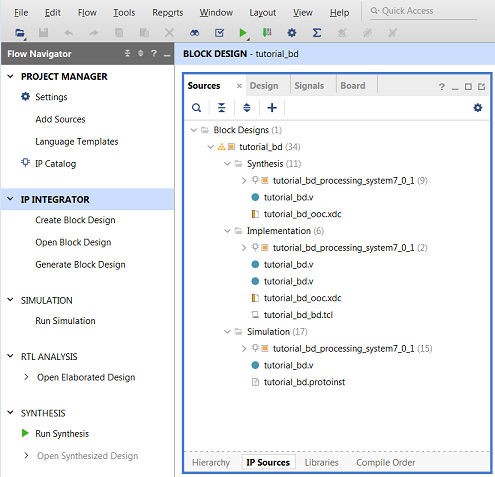 File Edit Flow Tools Reports Window Layout View Help Quick Access
Flow Navigator
PROJECT MANAGER
Settings
Add Sources
Language Templates
IP Catalog
IP INTEGRATOR
Create Block Design
Open Block Design
Generate Block Design
SIMULATION
Run Simulation
RTL ANALYSIS
Open Elaborated Design
SYNTHESIS
Run Synthesis
Open Synthesized Design
BLOCK DESIGN - tutorial_bd
Sources Design Signals Board
Block Designs (1)
tutorial_bd (34)
Synthesis (11)
tutorial_bd_processing_system7_0_1 (9)
tutorial_bd.v
tutorial_bd_ooc.xdc
Implementation (6)
tutorial_bd_processing_system7_0_1 (2)
tutorial_bd.v
tutorial_bd.v
tutorial_bd_ooc.xdc
tutorial_bd_bd.tcl
Simulation (17)
tutorial_bd_processing_system7_0_1 (15)
tutorial_bd.v
tutorial_bd.protoinst
Hierarchy IP Sources Libraries Compile Order